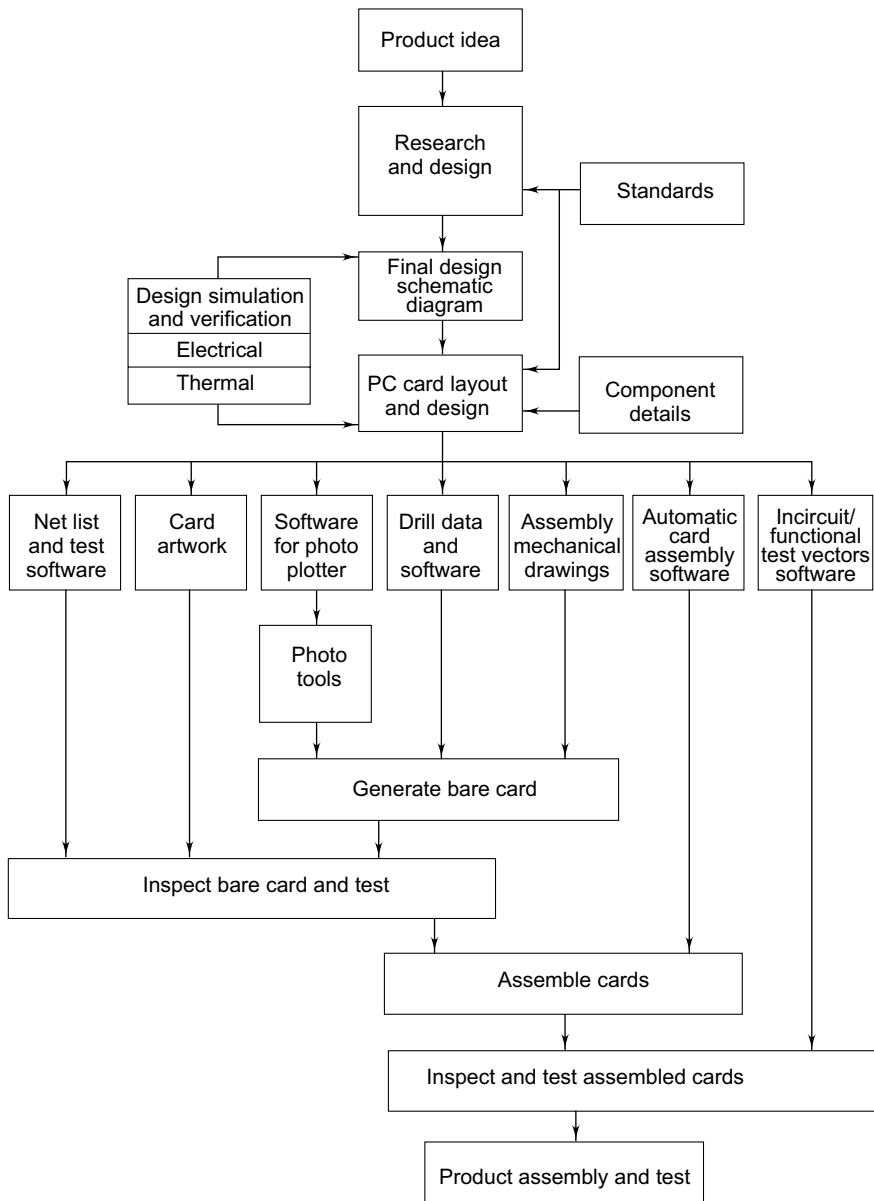 Product idea
Research
and design
Standards
Final design
schematic
diagram
Design simulation
and verification
Electrical
Thermal
PC card layout
and design
Component
details
Net list
and test
software
Card
artwork
Software
for photo
plotter
Drill data
and
software
Assembly
mechanical
drawings
Automatic
card
assembly
software
Incircuit/
functional
test vectors
software
Photo
tools
Generate bare card
Inspect bare card and test
Assemble cards
Inspect and test assembled cards
Product assembly and test